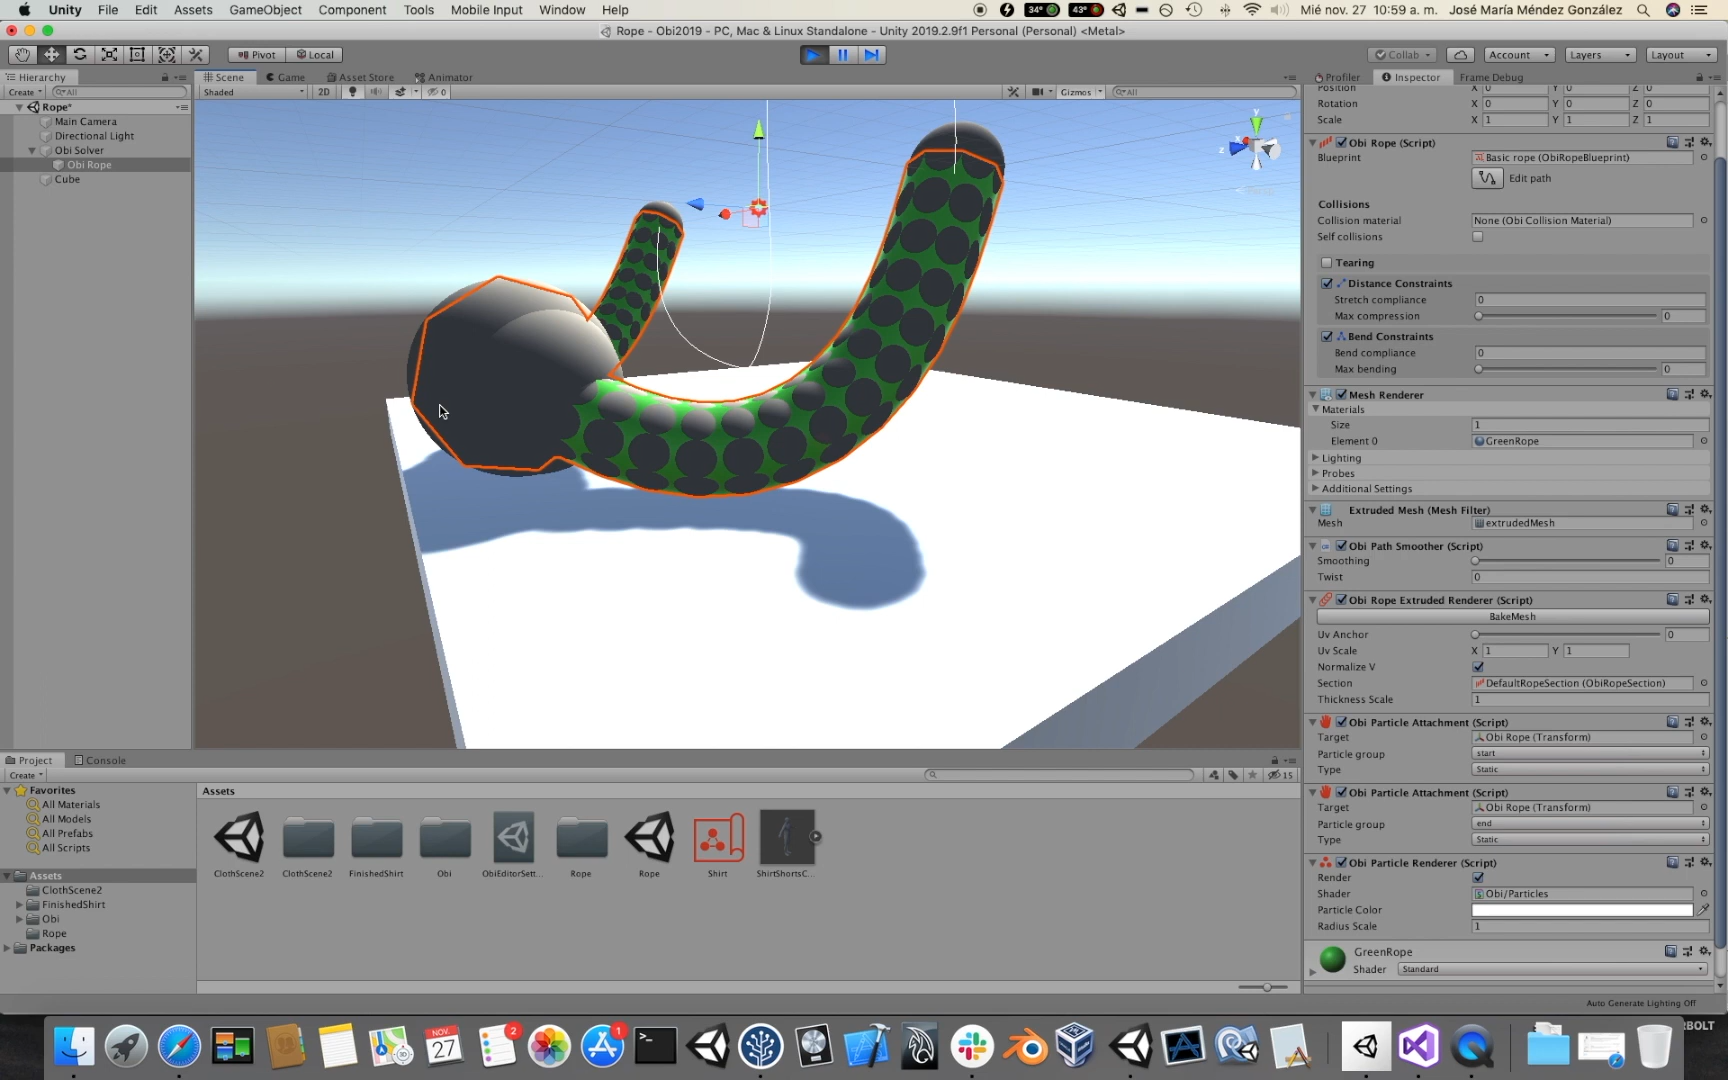 Unity File Edit Assets GameObject Component Tools Mobile Input Window Help 34° 43° Mié nov. 27 10:59 a. m. José María Méndez González
Rope - Obi2019 - PC, Mac & Linux Standalone - Unity 2019.2.9f1 Personal (Personal) <Metal>
Pivot Local Collab Account Layers Layout
Hierarchy Scene Game Asset Store Animator Profiler Inspector Frame Debug
Create All Shaded 2D 0 Gizmos All
Position X 0 Y 0 Z 0
Rope*
Rotation X 0 Y 0 Z 0
Main Camera
Scale X 1 Y 1 Z 1
Directional Light
Obi Solver
Obi Rope
Cube
y
x
z
Obi Rope (Script)
Blueprint Basic rope (ObiRopeBlueprint)
Edit path
Collisions
Collision material None (Obi Collision Material)
Self collisions
Tearing
Distance Constraints
Stretch compliance 0
Max compression 0
Bend Constraints
Bend compliance 0
Max bending 0
Mesh Renderer
Materials
Size 1
Element 0 GreenRope
Lighting
Probes
Additional Settings
Extruded Mesh (Mesh Filter)
Mesh extrudedMesh
Obi Path Smoother (Script)
Smoothing 0
Twist 0
Obi Rope Extruded Renderer (Script)
BakeMesh
Uv Anchor 0
Uv Scale X 1 Y 1
Normalize V
Section DefaultRopeSection (ObiRopeSection)
Thickness Scale 1
Obi Particle Attachment (Script)
Target Obi Rope (Transform)
Particle group start
Type Static
Obi Particle Attachment (Script)
Target Obi Rope (Transform)
Particle group end
Type Static
Obi Particle Renderer (Script)
Render
Shader Obi/Particles
Particle Color
Radius Scale 1
GreenRope
Shader Standard
Auto Generate Lighting Off
Project Console
Create 15
Favorites
All Materials
All Models
All Prefabs
All Scripts
Assets
ClothScene2
FinishedShirt
Obi
Rope
Packages
Assets
ClothScene2 ClothScene2 FinishedShirt Obi ObiEditorSett... Rope Rope Shirt ShirtShortsC...
NOV.
27
2
1
BOLT